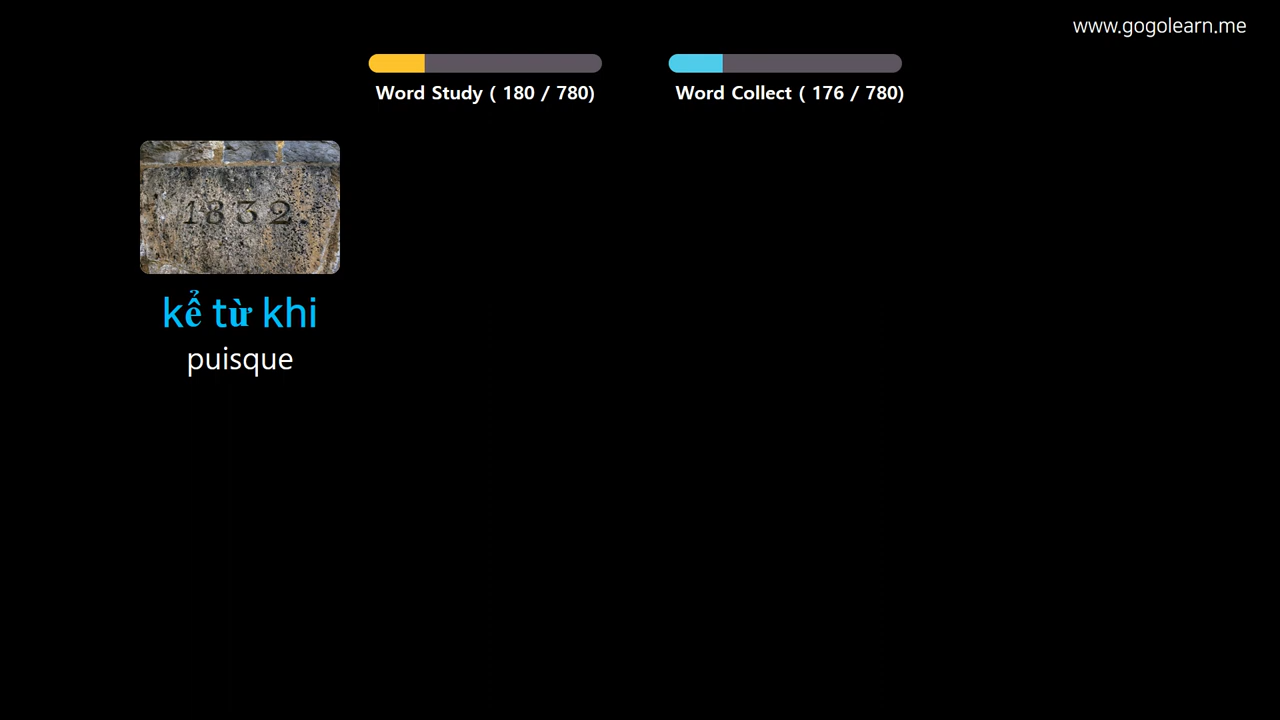 www.gogolearn.me
Word Study ( 180 / 780)
Word Collect ( 176 / 780)
1832.
kể từ khi
puisque